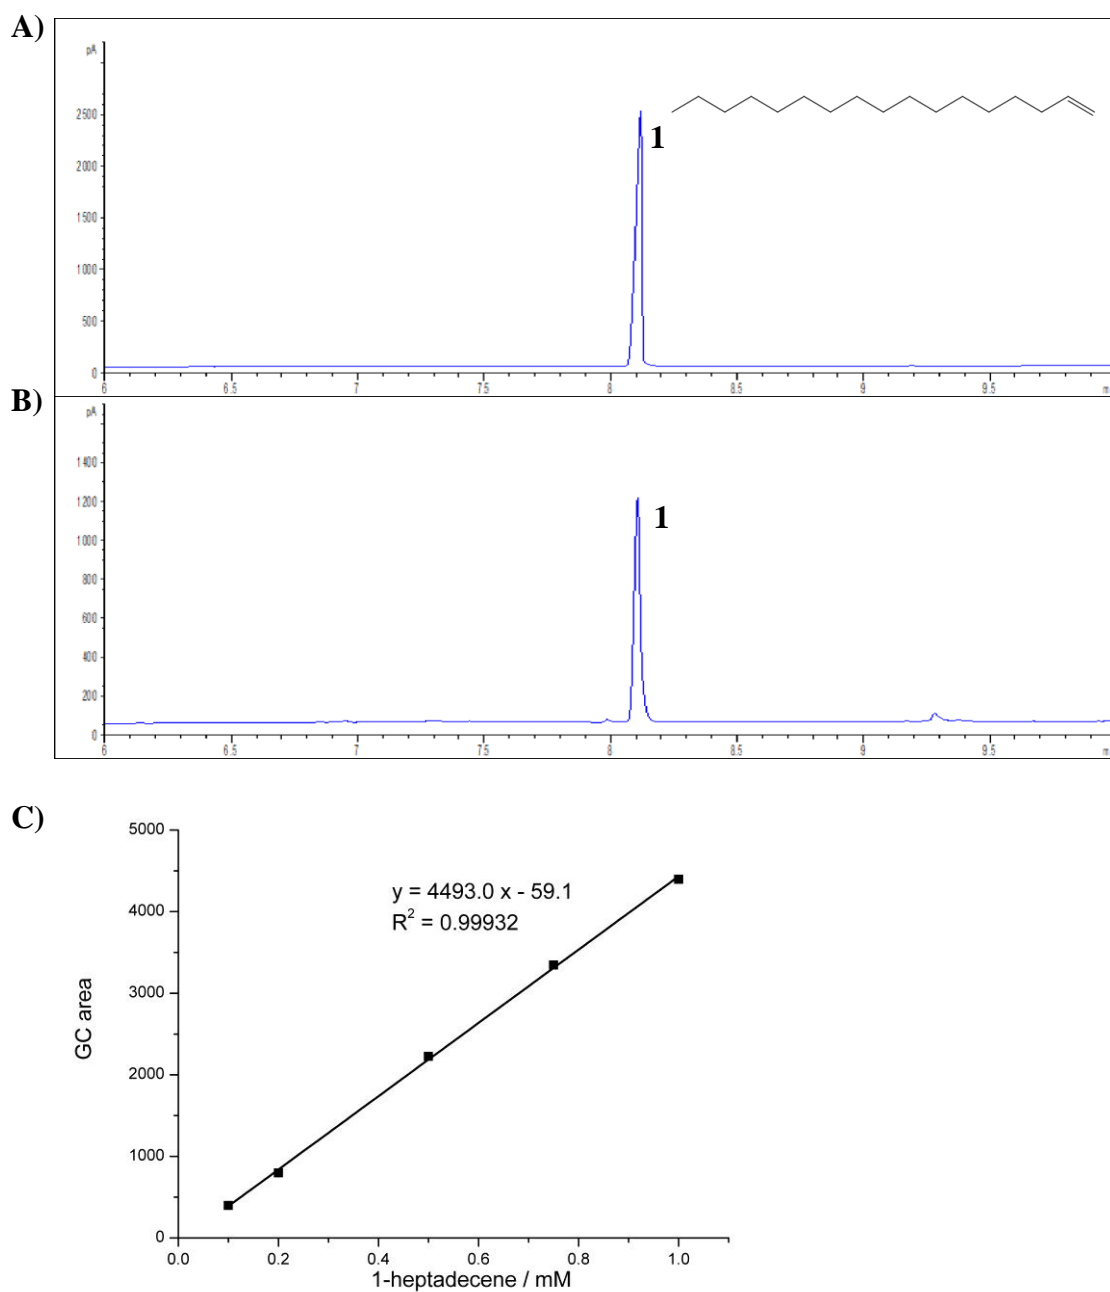 A)
pA
2500
2000
1500
1000
500
0
1
6 6.5 7 7.5 8 8.5 9 9.5 m
B)
pA
1400
1200
1000
800
600
400
200
0
1
6 6.5 7 7.5 8 8.5 9 9.5 m
C)
5000
4000
3000
2000
1000
0
GC area
y = 4493.0 x - 59.1
R² = 0.99932
0.0 0.2 0.4 0.6 0.8 1.0
1-heptadecene / mM